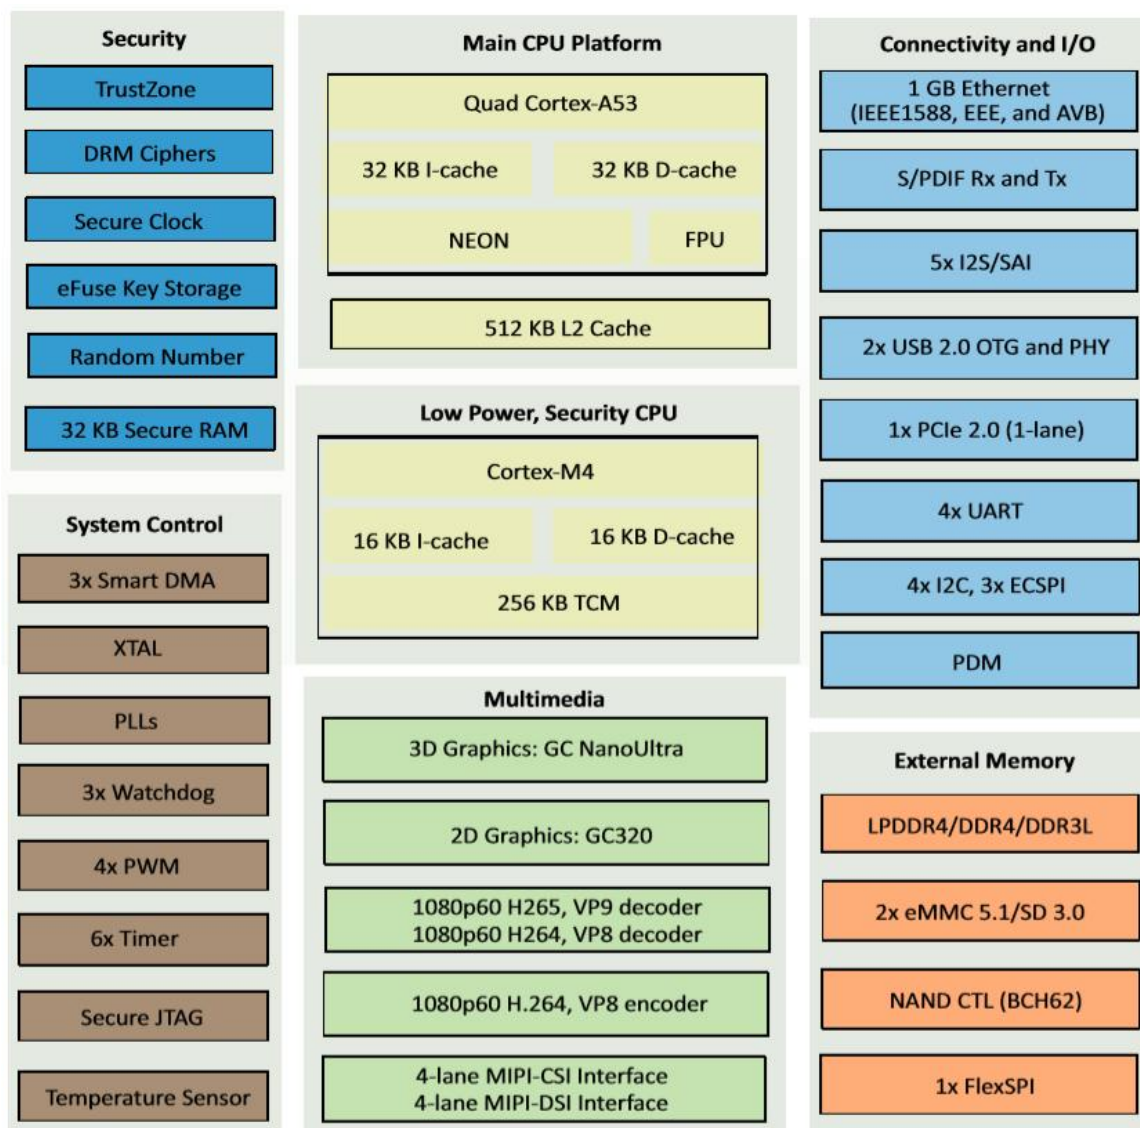 Security
TrustZone
DRM Ciphers
Secure Clock
eFuse Key Storage
Random Number
32 KB Secure RAM
System Control
3x Smart DMA
XTAL
PLLs
3x Watchdog
4x PWM
6x Timer
Secure JTAG
Temperature Sensor
Main CPU Platform
Quad Cortex-A53
32 KB I-cache
32 KB D-cache
NEON
FPU
512 KB L2 Cache
Low Power, Security CPU
Cortex-M4
16 KB I-cache
16 KB D-cache
256 KB TCM
Multimedia
3D Graphics: GC NanoUltra
2D Graphics: GC320
1080p60 H265, VP9 decoder
1080p60 H264, VP8 decoder
1080p60 H.264, VP8 encoder
4-lane MIPI-CSI Interface
4-lane MIPI-DSI Interface
Connectivity and I/O
1 GB Ethernet
(IEEE1588, EEE, and AVB)
S/PDIF Rx and Tx
5x I2S/SAI
2x USB 2.0 OTG and PHY
1x PCIe 2.0 (1-lane)
4x UART
4x I2C, 3x ECSPI
PDM
External Memory
LPDDR4/DDR4/DDR3L
2x eMMC 5.1/SD 3.0
NAND CTL (BCH62)
1x FlexSPI